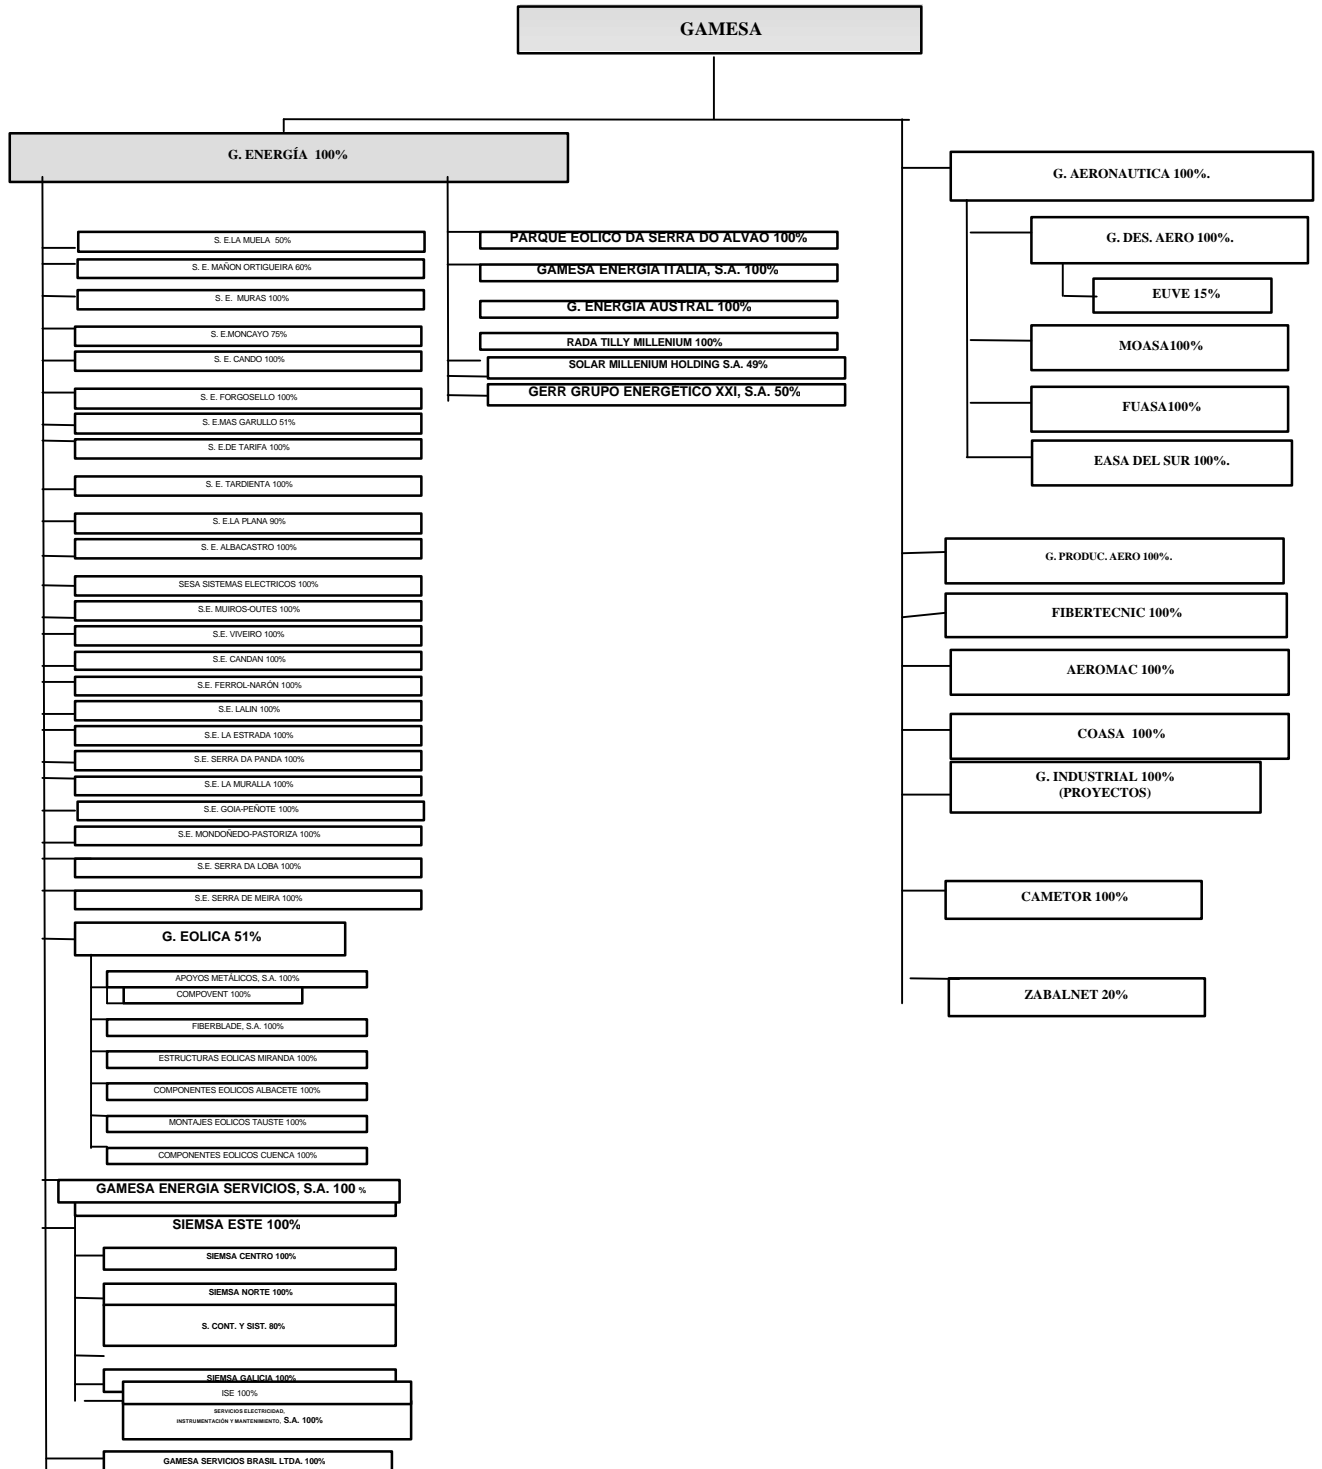 GAMESA
G. ENERGÍA 100%
S. E.LA MUELA 50%
S. E. MAÑON ORTIGUEIRA 60%
S. E. MURAS 100%
S. E.MONCAYO 75%
S. E. CANDO 100%
S. E. FORGOSELLO 100%
S. E.MAS GARULLO 51%
S. E.DE TARIFA 100%
S. E. TARDIENTA 100%
S. E.LA PLANA 90%
S. E. ALBACASTRO 100%
SESA SISTEMAS ELECTRICOS 100%
S.E. MUIROS-OUTES 100%
S.E. VIVEIRO 100%
S.E. CANDAN 100%
S.E. FERROL-NARÓN 100%
S.E. LALIN 100%
S.E. LA ESTRADA 100%
S.E. SERRA DA PANDA 100%
S.E. LA MURALLA 100%
S.E. GOIA-PEÑOTE 100%
S.E. MONDOÑEDO-PASTORIZA 100%
S.E. SERRA DA LOBA 100%
S.E. SERRA DE MEIRA 100%
G. EOLICA 51%
APOYOS METÁLICOS, S.A. 100%
COMPOVENT 100%
FIBERBLADE, S.A. 100%
ESTRUCTURAS EOLICAS MIRANDA 100%
COMPONENTES EOLICOS ALBACETE 100%
MONTAJES EOLICOS TAUSTE 100%
COMPONENTES EOLICOS CUENCA 100%
GAMESA ENERGIA SERVICIOS, S.A. 100 %
SIEMSA ESTE 100%
SIEMSA CENTRO 100%
SIEMSA NORTE 100%
S. CONT. Y SIST. 80%
SIEMSA GALICIA 100%
ISE 100%
SERVICIOS ELECTRICIDAD,
INSTRUMENTACIÓN Y MANTENIMIENTO, S.A. 100%
GAMESA SERVICIOS BRASIL LTDA. 100%
PARQUE EOLICO DA SERRA DO ALVAO 100%
GAMESA ENERGIA ITALIA, S.A. 100%
G. ENERGIA AUSTRAL 100%
RADA TILLY MILLENIUM 100%
SOLAR MILLENIUM HOLDING S.A. 49%
GERR GRUPO ENERGETICO XXI, S.A. 50%
G. AERONAUTICA 100%.
G. DES. AERO 100%.
EUVE 15%
MOASA100%
FUASA100%
EASA DEL SUR 100%.
G. PRODUC. AERO 100%.
FIBERTECNIC 100%
AEROMAC 100%
COASA 100%
G. INDUSTRIAL 100%
(PROYECTOS)
CAMETOR 100%
ZABALNET 20%